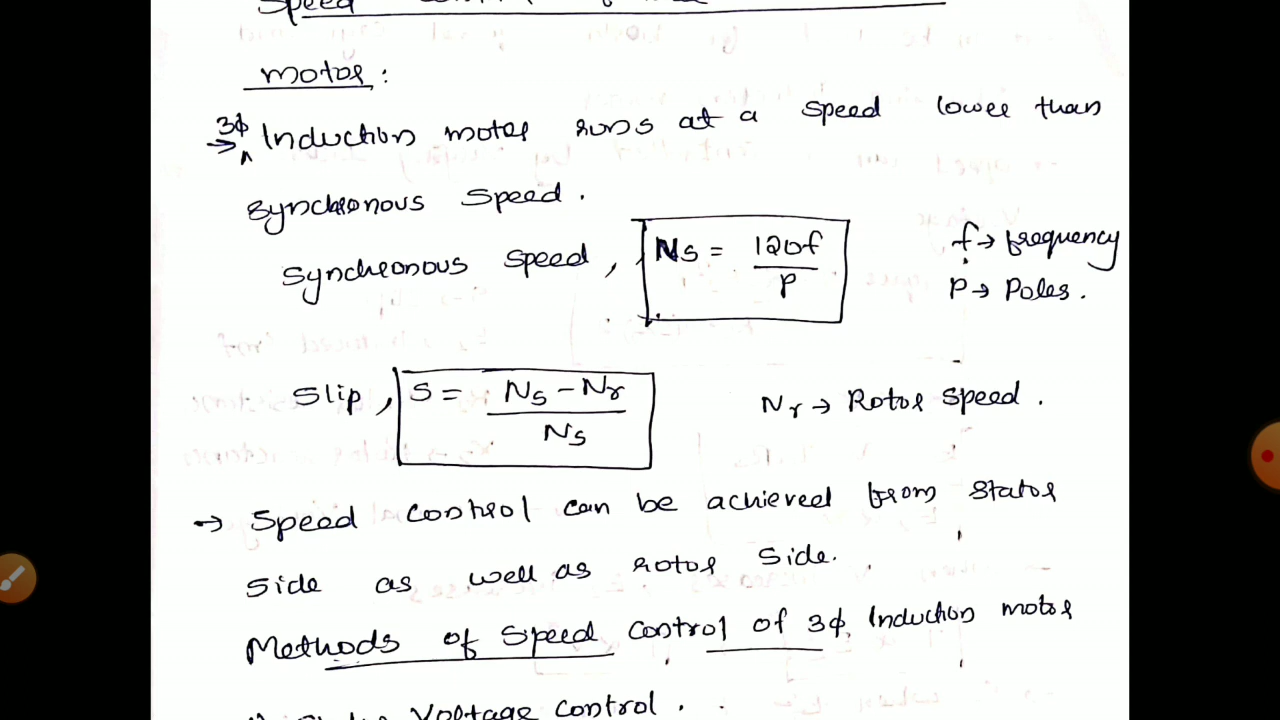 Speed
motor:
3ϕ
→ Induction motor runs at a speed lower than
synchronous speed.
Synchronous speed, Ns = 120f / P
f → frequency
P → Poles.
Slip, S = Ns - Nr / Ns
Nr → Rotor speed.
→ Speed control can be achieved from stator
side as well as rotor side.
Methods of speed control of 3ϕ Induction motor
Voltage control.